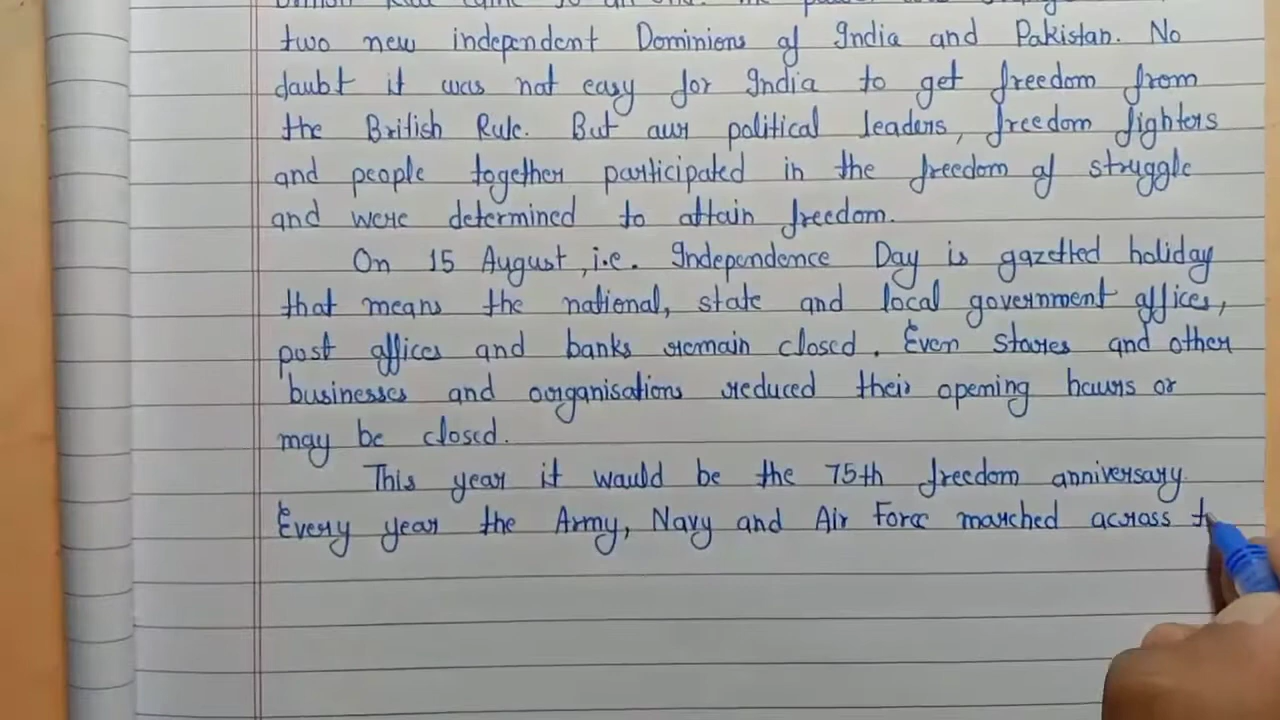 two new independent Dominions of India and Pakistan. No
doubt it was not easy for India to get freedom from
the British Rule. But our political leaders, freedom fighters
and people together participated in the freedom of struggle
and were determined to attain freedom.
On 15 August, i.e. Independence Day is gazetted holiday
that means the national, state and local government offices,
post offices and banks remain closed. Even stores and other
businesses and organisations reduced their opening hours or
may be closed.
This year it would be the 75th freedom anniversary.
Every year the Army, Navy and Air Force marched across t